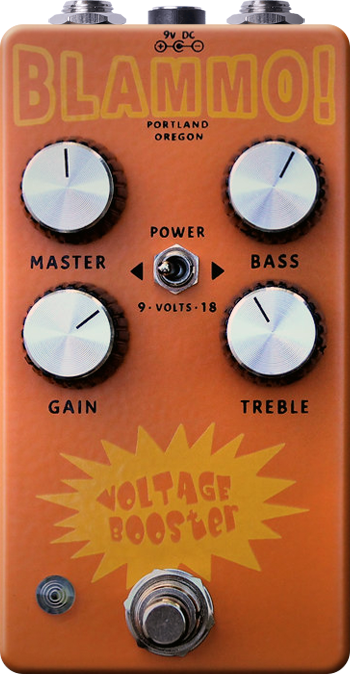 9V DC
BLAMMO!
PORTLAND
OREGON
POWER
MASTER
BASS
9·VOLTS·18
GAIN
TREBLE
VOLTAGE
BOOSter